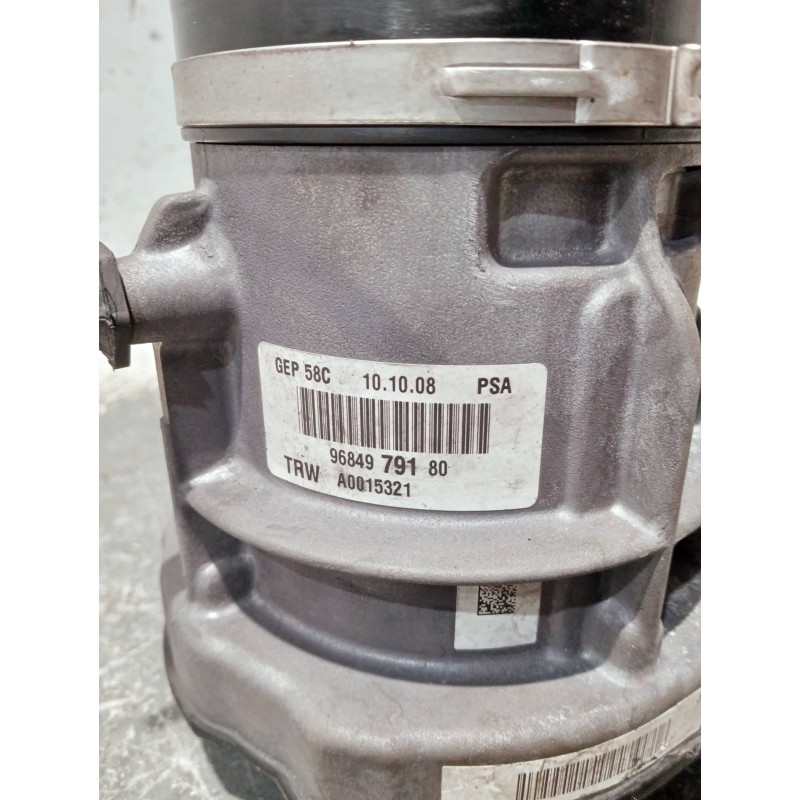 GEP 58C 10.10.08 PSA
96849 791 80
TRW A0015321